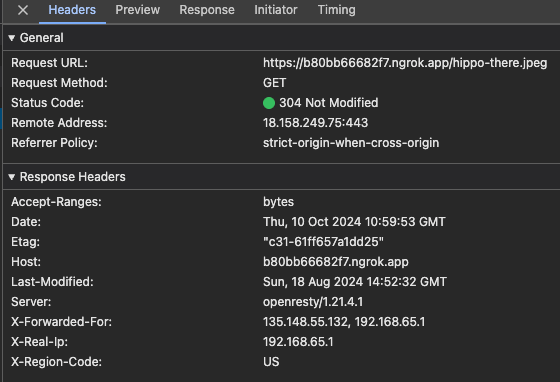 Headers Preview Response Initiator Timing
General
Request URL: https://b80bb66682f7.ngrok.app/hippo-there.jpeg
Request Method: GET
Status Code: 304 Not Modified
Remote Address: 18.158.249.75:443
Referrer Policy: strict-origin-when-cross-origin
Response Headers
Accept-Ranges: bytes
Date: Thu, 10 Oct 2024 10:59:53 GMT
Etag: "c31-61ff657a1dd25"
Host: b80bb66682f7.ngrok.app
Last-Modified: Sun, 18 Aug 2024 14:52:32 GMT
Server: openresty/1.21.4.1
X-Forwarded-For: 135.148.55.132, 192.168.65.1
X-Real-Ip: 192.168.65.1
X-Region-Code: US